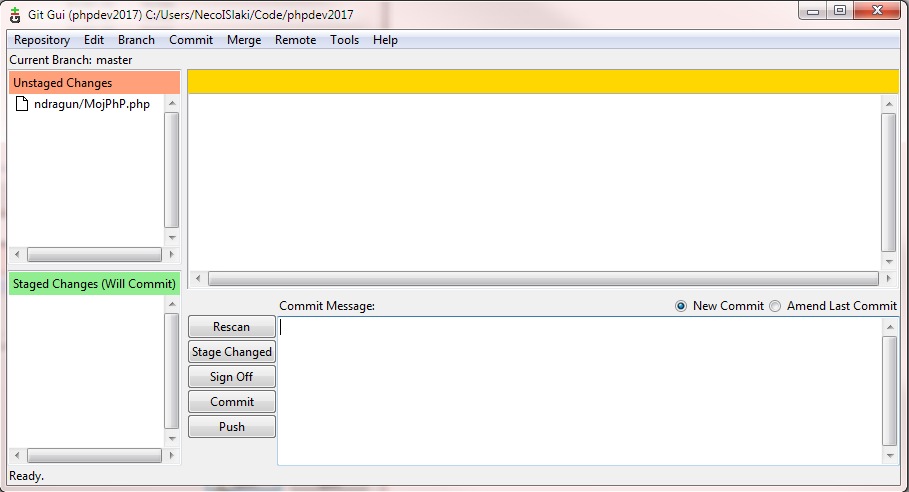 Git Gui (phpdev2017) C:/Users/NecoISlaki/Code/phpdev2017
Repository Edit Branch Commit Merge Remote Tools Help
Current Branch: master
Unstaged Changes
ndragun/MojPhP.php
Staged Changes (Will Commit)
Commit Message:
New Commit
Amend Last Commit
Rescan
Stage Changed
Sign Off
Commit
Push
Ready.